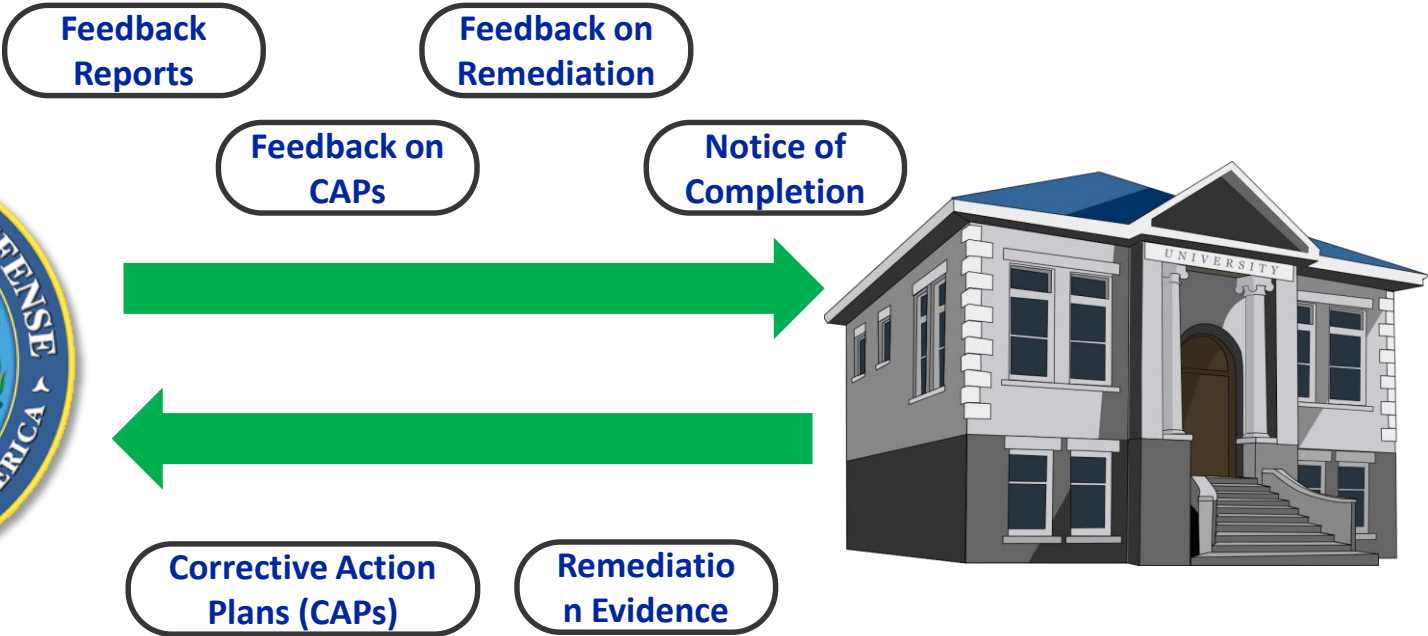 Feedback
Reports
Feedback on
Remediation
Feedback on
CAPs
Notice of
Completion
UNIVERSITY
Corrective Action
Plans (CAPs)
Remediatio
n Evidence